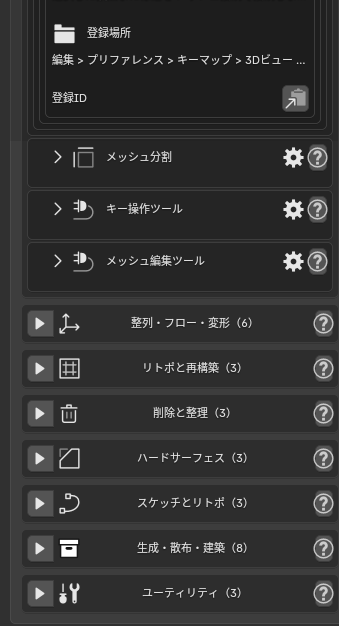 登録場所
編集 > プリファレンス > キーマップ > 3Dビュー ...
登録ID
メッシュ分割
キー操作ツール
メッシュ編集ツール
整列・フロー・変形（6）
リトポと再構築（3）
削除と整理（3）
ハードサーフェス（3）
スケッチとリトポ（3）
生成・散布・建築（8）
ユーティリティ（3）